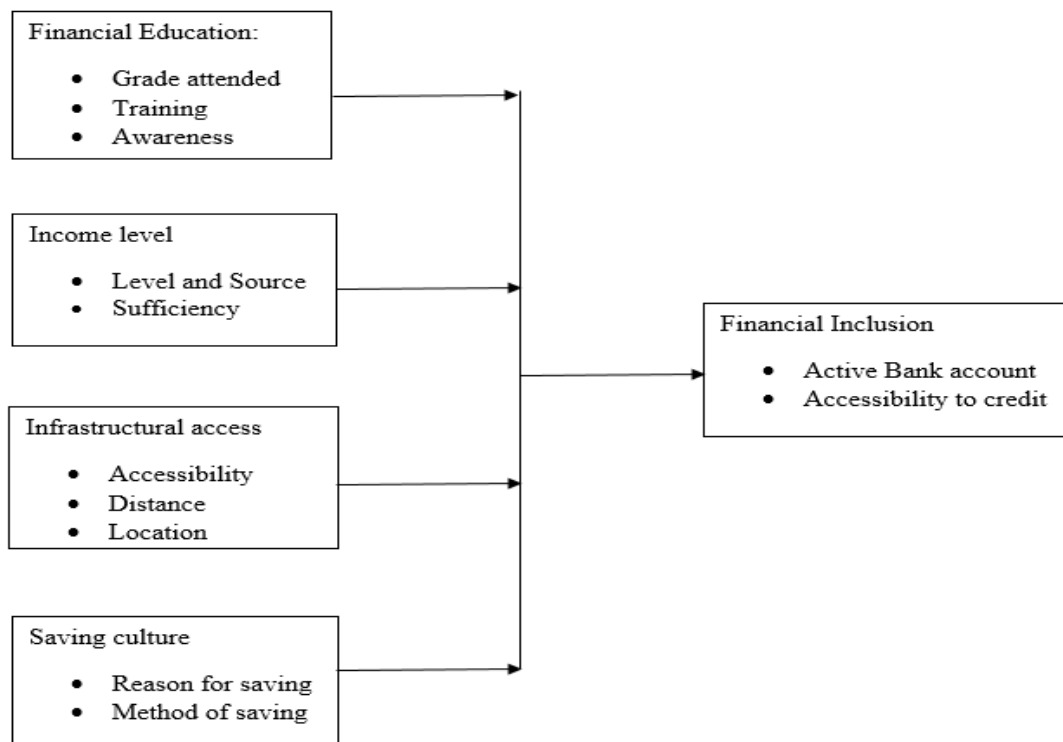 Financial Education:
• Grade attended
• Training
• Awareness
Income level
• Level and Source
• Sufficiency
Infrastructural access
• Accessibility
• Distance
• Location
Saving culture
• Reason for saving
• Method of saving
Financial Inclusion
• Active Bank account
• Accessibility to credit